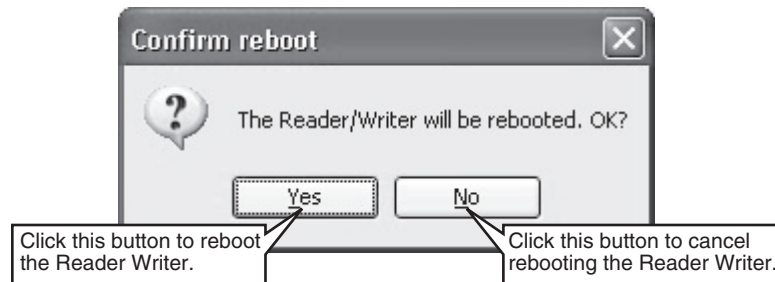 Confirm reboot
The Reader/Writer will be rebooted. OK?
Yes
No
Click this button to reboot
the Reader Writer.
Click this button to cancel
rebooting the Reader Writer.